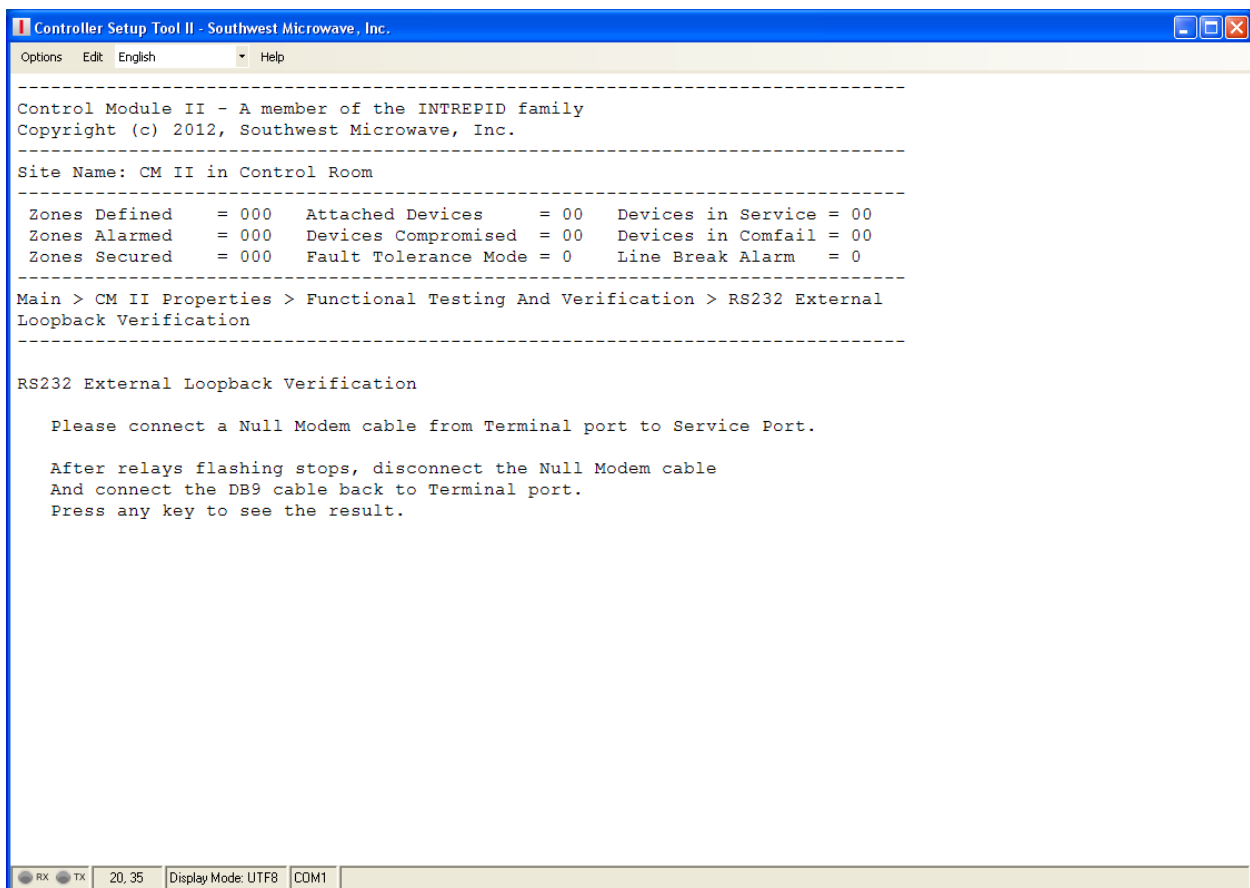 Controller Setup Tool II - Southwest Microwave, Inc.
Options Edit English Help
--------------------------------------------------------------------------------
Control Module II - A member of the INTREPID family
Copyright (c) 2012, Southwest Microwave, Inc.
--------------------------------------------------------------------------------
Site Name: CM II in Control Room
--------------------------------------------------------------------------------
Zones Defined = 000 Attached Devices = 00 Devices in Service = 00
Zones Alarmed = 000 Devices Compromised = 00 Devices in Comfail = 00
Zones Secured = 000 Fault Tolerance Mode = 0 Line Break Alarm = 0
--------------------------------------------------------------------------------
Main > CM II Properties > Functional Testing And Verification > RS232 External
Loopback Verification
--------------------------------------------------------------------------------
RS232 External Loopback Verification
Please connect a Null Modem cable from Terminal port to Service Port.
After relays flashing stops, disconnect the Null Modem cable
And connect the DB9 cable back to Terminal port.
Press any key to see the result.
RX TX 20, 35 Display Mode: UTF8 COM1